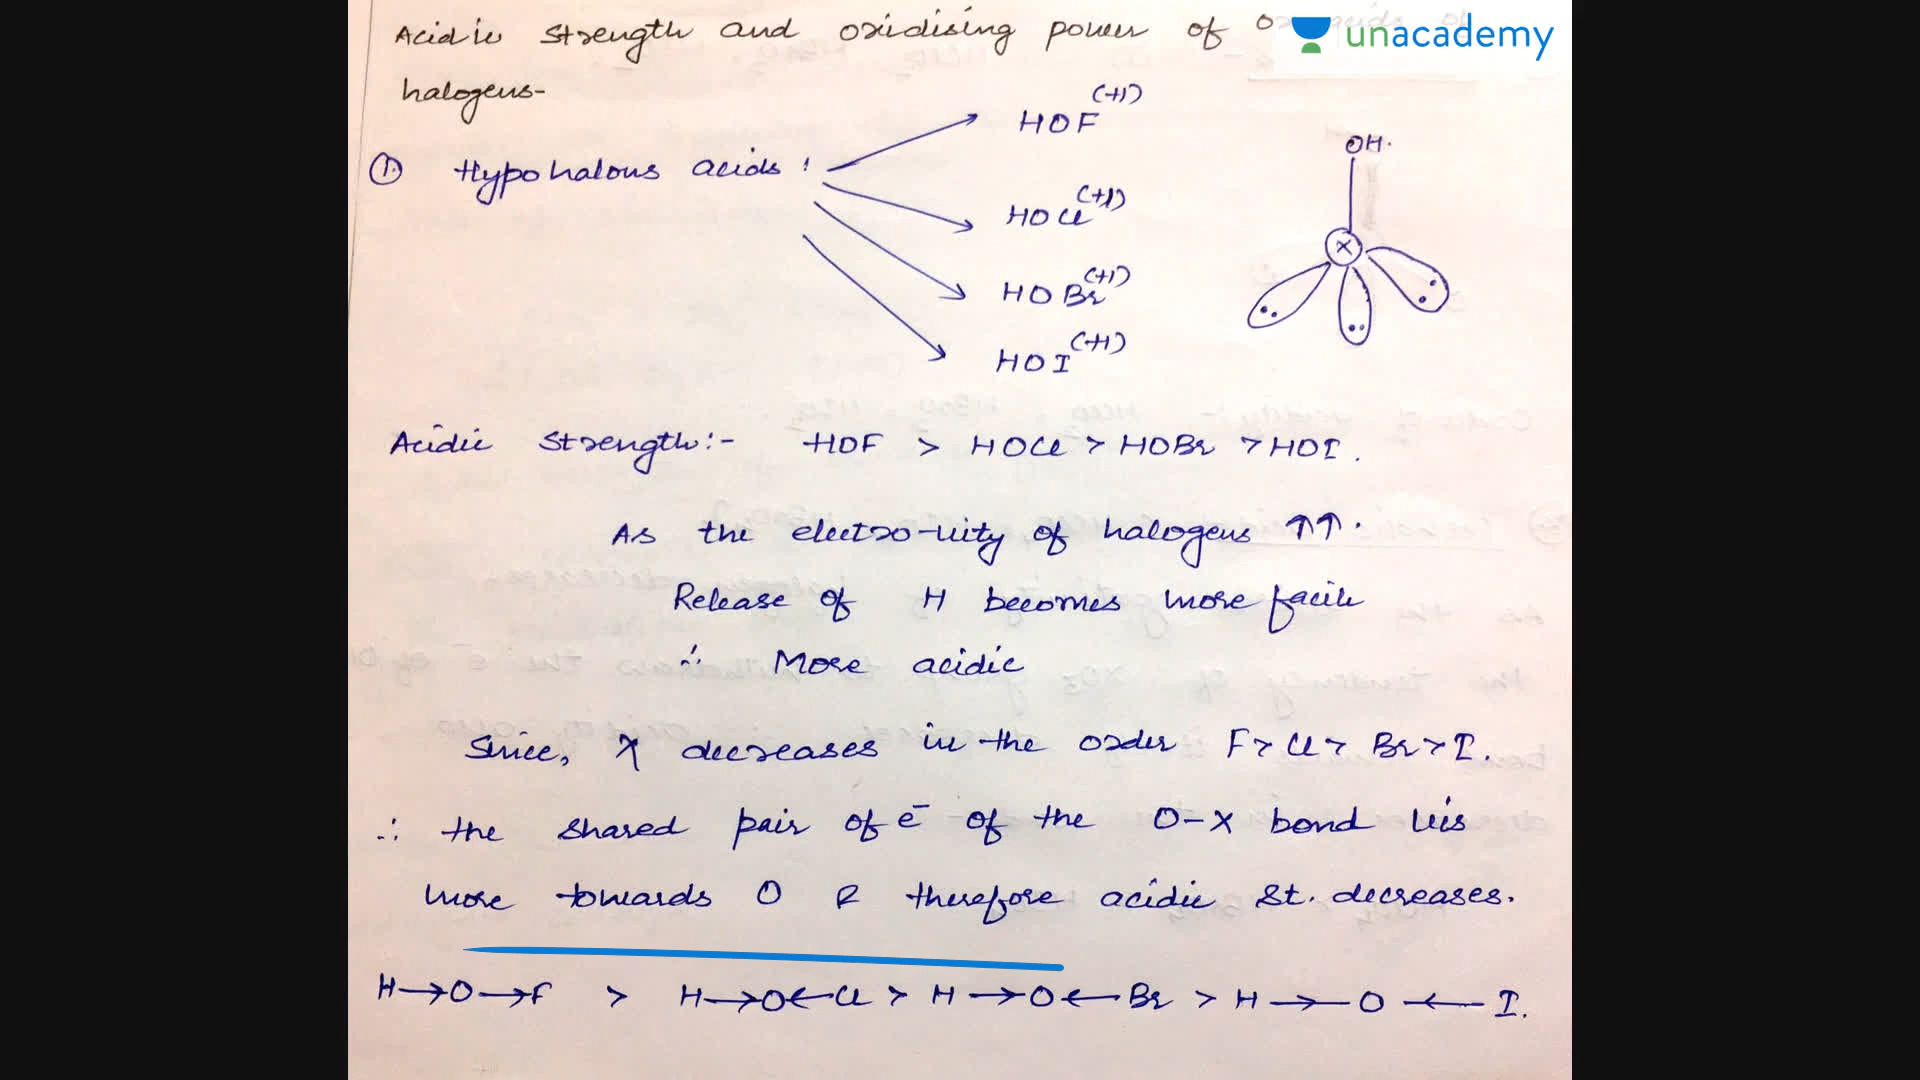 Acidic strength and oxidising power of
unacademy
halogens-
(+1)
HOF
OH.
① Hypohalous acids :
(+1)
HOCl
X
(+1)
HOBr
(+1)
HOI
Acidic strength:- HOF > HOCl > HOBr > HOI.
As the electro-vity of halogens ↑↑.
Release of H becomes more facile
∴ More acidic
Since, χ decreases in the order F > Cl > Br > I.
∴ the shared pair of e⁻ of the O-X bond lies
more towards O & therefore acidic st. decreases.
H→O→F > H→O←Cl > H→O←Br > H→O←I.